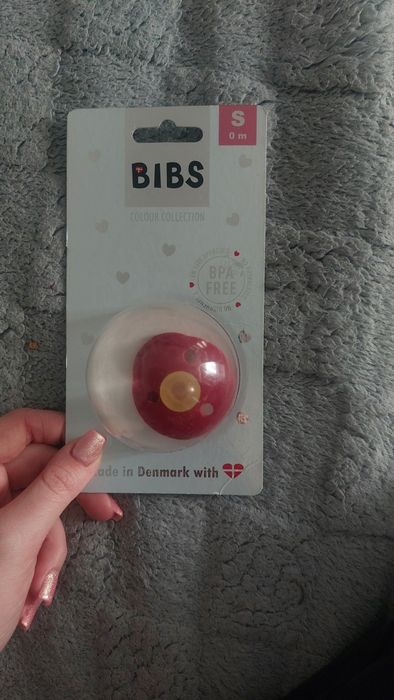 S
0 m
BIBS
COLOUR COLLECTION
BPA
FREE
ade in Denmark with